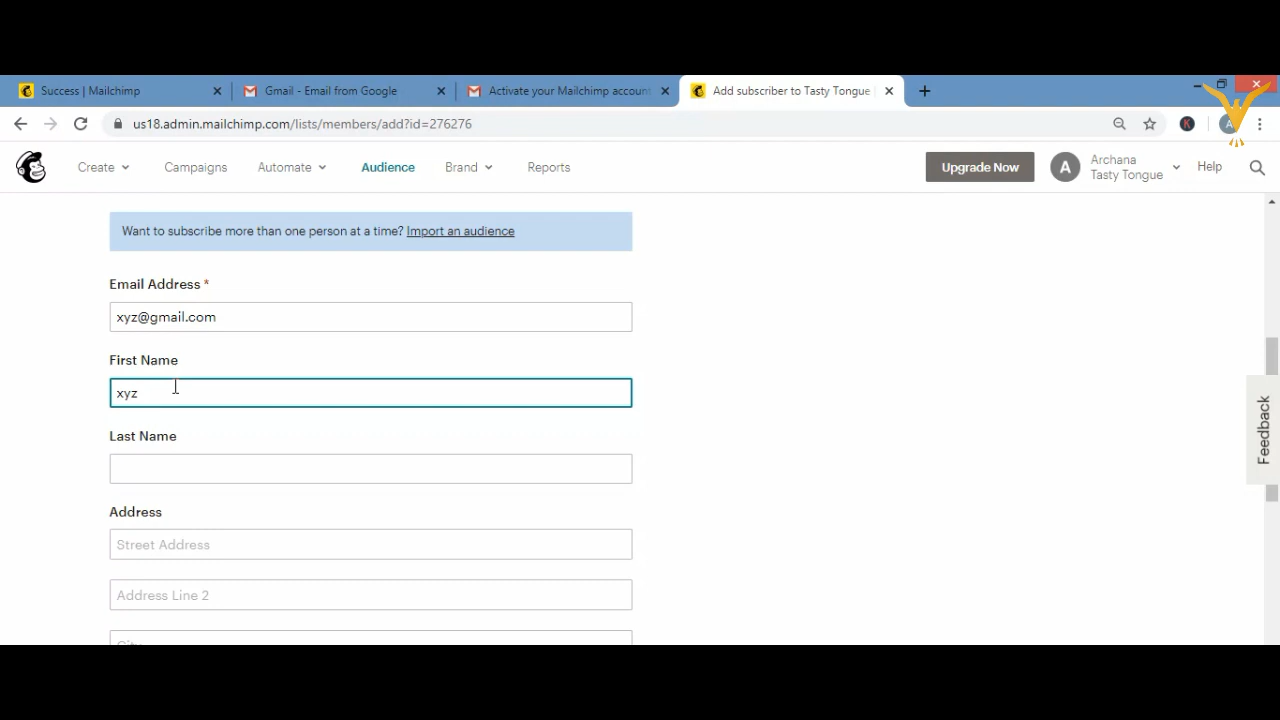 Success | Mailchimp
Gmail - Email from Google
Activate your Mailchimp accoun
Add subscriber to Tasty Tongue
us18.admin.mailchimp.com/lists/members/add?id=276276
K
A
Create
Campaigns
Automate
Audience
Brand
Reports
Upgrade Now
A
Archana
Tasty Tongue
Help
Want to subscribe more than one person at a time? Import an audience
Email Address *
xyz@gmail.com
First Name
xyz
Last Name
Address
Street Address
Address Line 2
City
Feedback